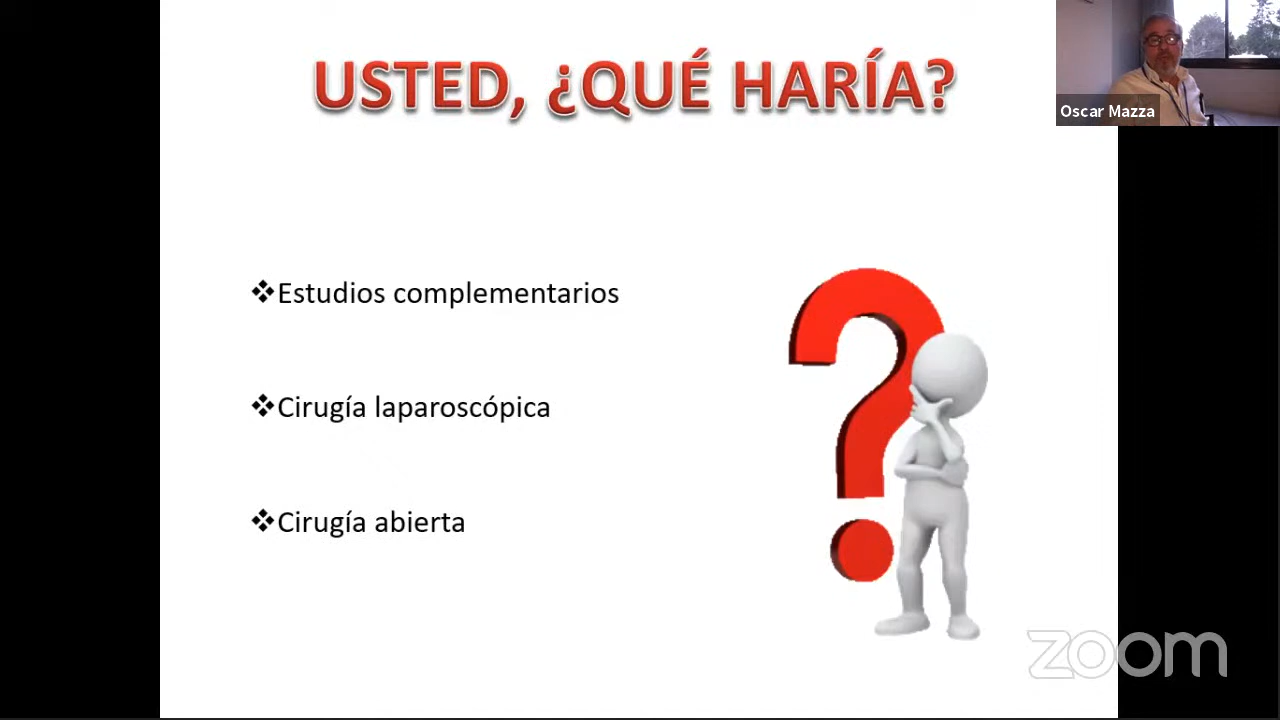 USTED, ¿QUÉ HARÍA?
Oscar Mazza
❖Estudios complementarios
❖Cirugía laparoscópica
❖Cirugía abierta
zoom